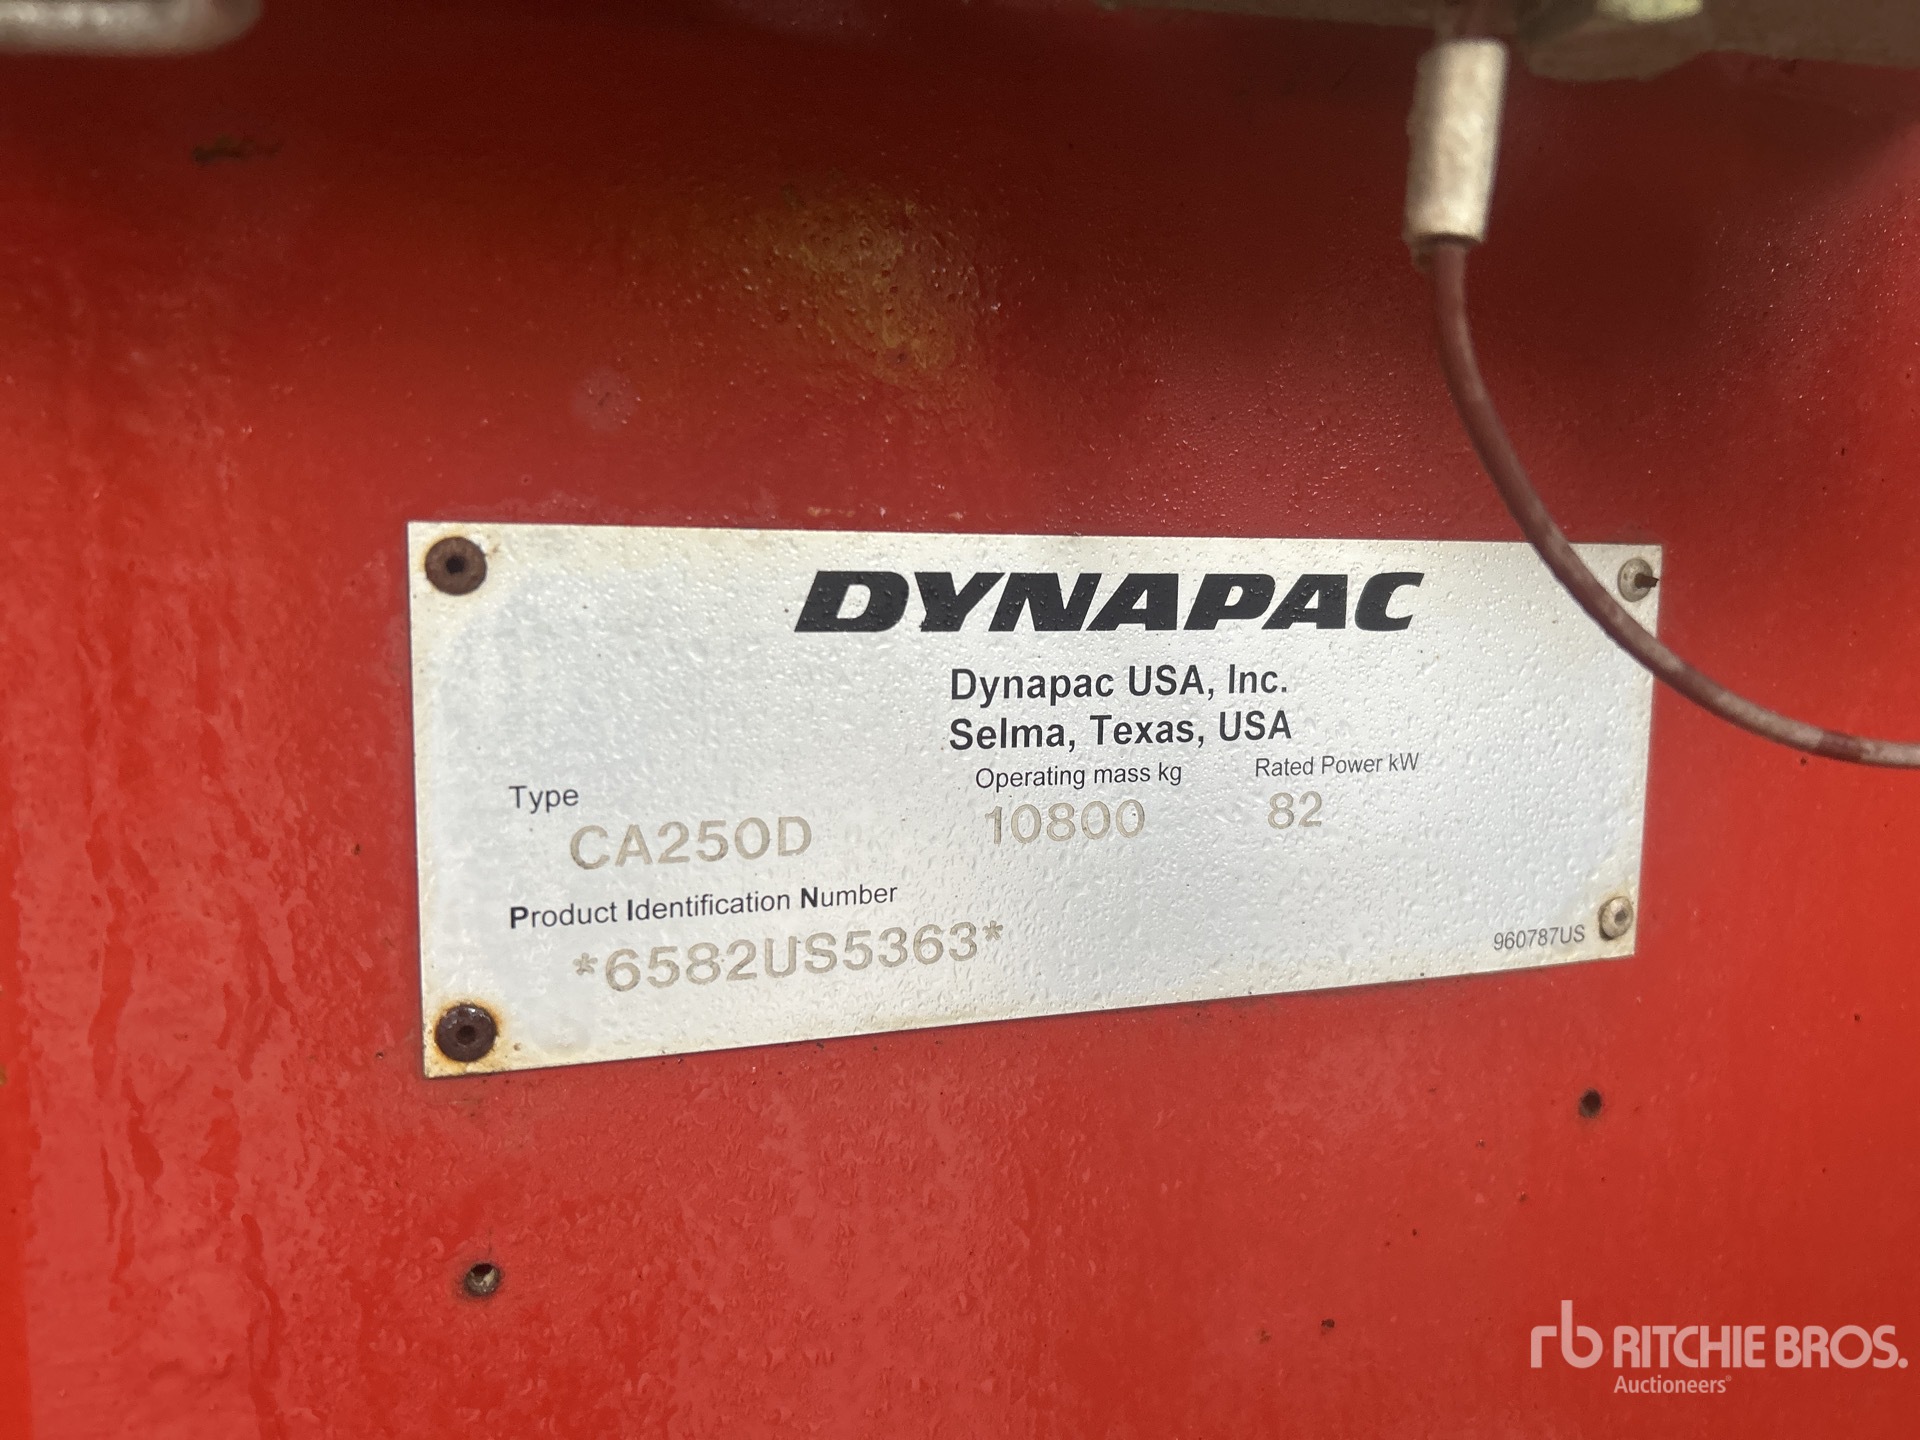 DYNAPAC
Dynapac USA, Inc.
Selma, Texas, USA
Type
Operating mass kg
Rated Power kW
CA250D
10800
82
Product Identification Number
*6582US5363*
960787US
rb RITCHIE BROS.
Auctioneers